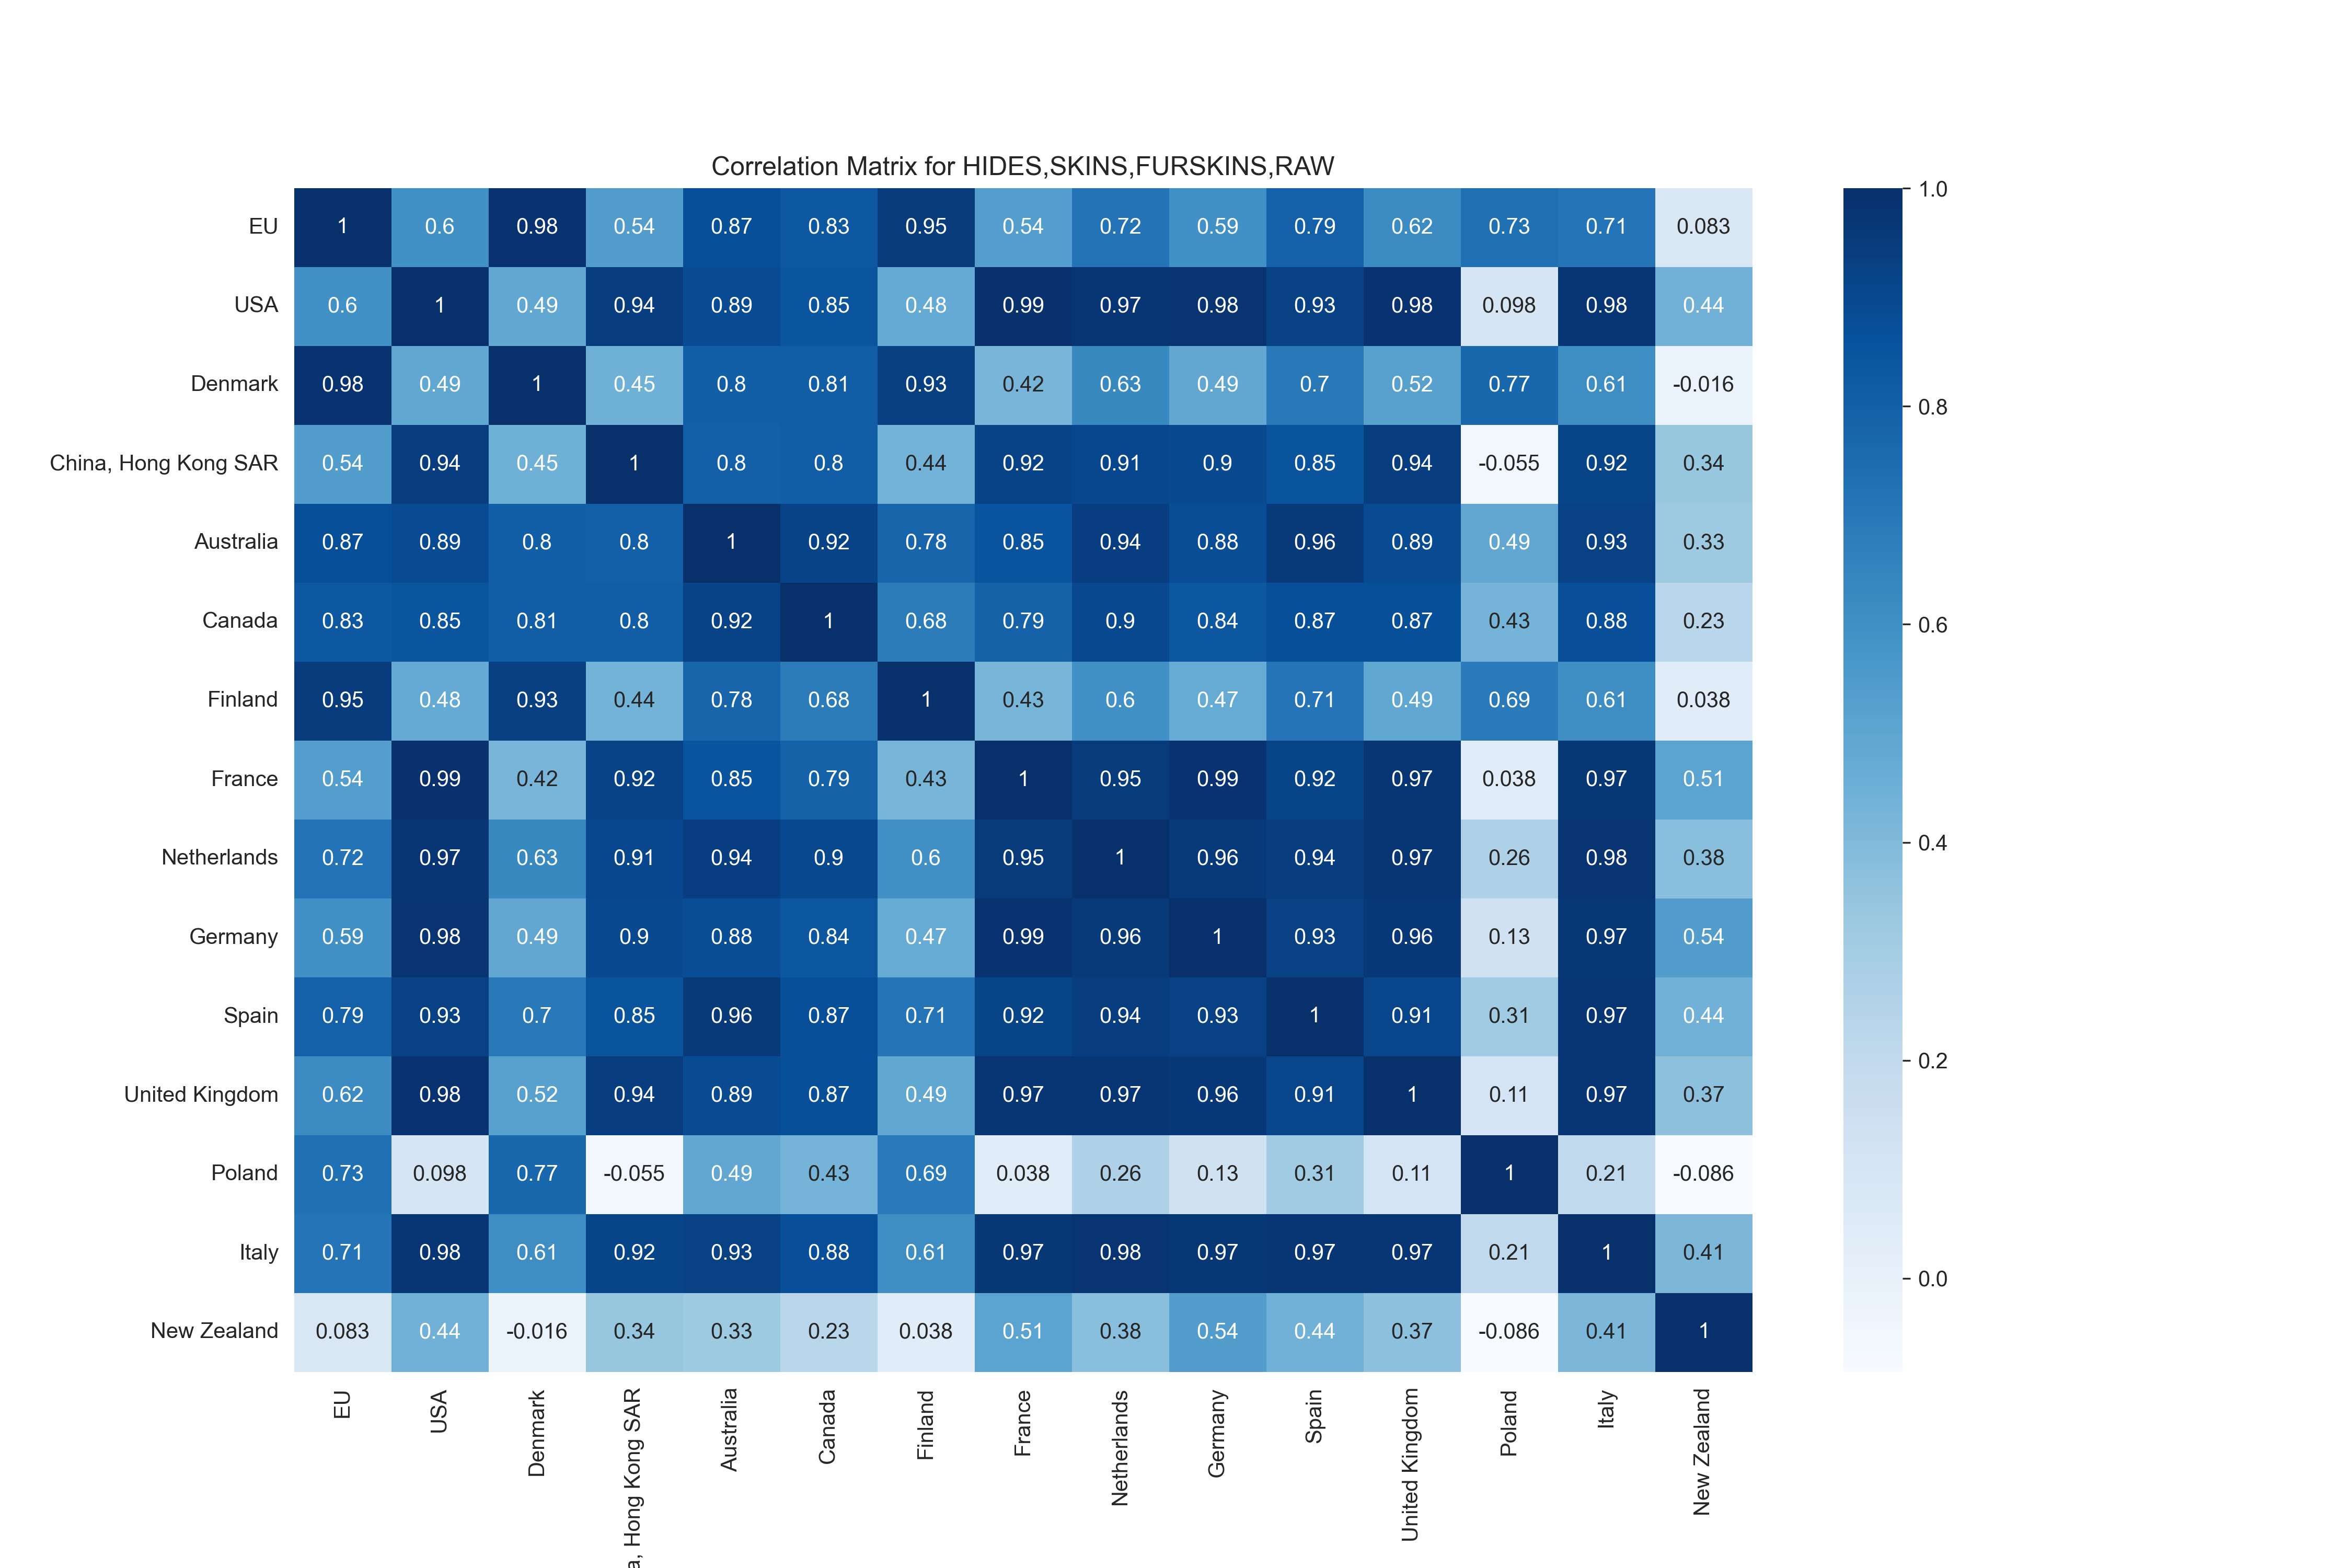 Correlation Matrix for HIDES,SKINS,FURSKINS,RAW
EU 1 0.6 0.98 0.54 0.87 0.83 0.95 0.54 0.72 0.59 0.79 0.62 0.73 0.71 0.083
USA 0.6 1 0.49 0.94 0.89 0.85 0.48 0.99 0.97 0.98 0.93 0.98 0.098 0.98 0.44
Denmark 0.98 0.49 1 0.45 0.8 0.81 0.93 0.42 0.63 0.49 0.7 0.52 0.77 0.61 -0.016
China, Hong Kong SAR 0.54 0.94 0.45 1 0.8 0.8 0.44 0.92 0.91 0.9 0.85 0.94 -0.055 0.92 0.34
Australia 0.87 0.89 0.8 0.8 1 0.92 0.78 0.85 0.94 0.88 0.96 0.89 0.49 0.93 0.33
Canada 0.83 0.85 0.81 0.8 0.92 1 0.68 0.79 0.9 0.84 0.87 0.87 0.43 0.88 0.23
Finland 0.95 0.48 0.93 0.44 0.78 0.68 1 0.43 0.6 0.47 0.71 0.49 0.69 0.61 0.038
France 0.54 0.99 0.42 0.92 0.85 0.79 0.43 1 0.95 0.99 0.92 0.97 0.038 0.97 0.51
Netherlands 0.72 0.97 0.63 0.91 0.94 0.9 0.6 0.95 1 0.96 0.94 0.97 0.26 0.98 0.38
Germany 0.59 0.98 0.49 0.9 0.88 0.84 0.47 0.99 0.96 1 0.93 0.96 0.13 0.97 0.54
Spain 0.79 0.93 0.7 0.85 0.96 0.87 0.71 0.92 0.94 0.93 1 0.91 0.31 0.97 0.44
United Kingdom 0.62 0.98 0.52 0.94 0.89 0.87 0.49 0.97 0.97 0.96 0.91 1 0.11 0.97 0.37
Poland 0.73 0.098 0.77 -0.055 0.49 0.43 0.69 0.038 0.26 0.13 0.31 0.11 1 0.21 -0.086
Italy 0.71 0.98 0.61 0.92 0.93 0.88 0.61 0.97 0.98 0.97 0.97 0.97 0.21 1 0.41
New Zealand 0.083 0.44 -0.016 0.34 0.33 0.23 0.038 0.51 0.38 0.54 0.44 0.37 -0.086 0.41 1
EU
USA
Denmark
a, Hong Kong SAR
Australia
Canada
Finland
France
Netherlands
Germany
Spain
United Kingdom
Poland
Italy
New Zealand
1.0
0.8
0.6
0.4
0.2
0.0